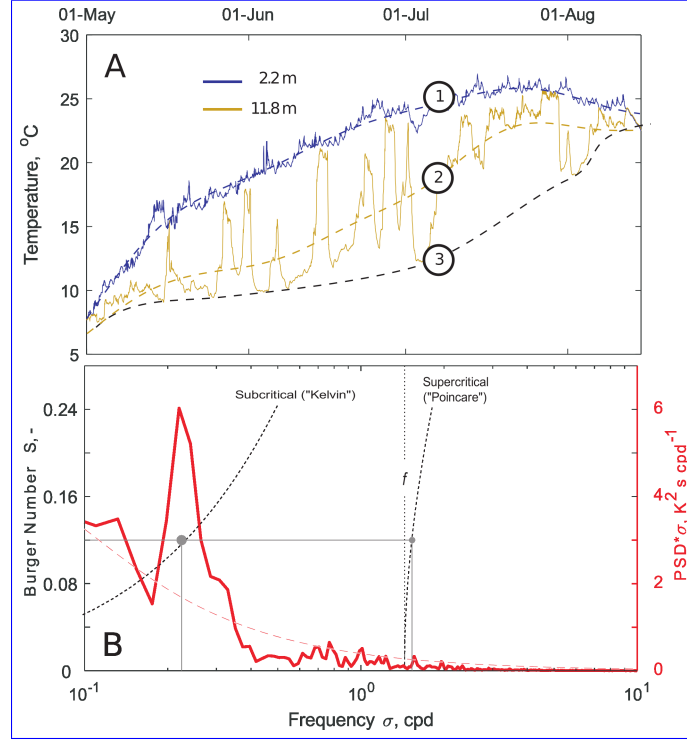 01-May 01-Jun 01-Jul 01-Aug
30
25
20
15
10
5
Temperature, °C
A
2.2 m
11.8 m
1
2
3
0.24
0.16
0.08
0
Burger Number S, -
Subcritical ("Kelvin")
Supercritical
("Poincare")
f
B
6
4
3
2
0
PSD*σ, K² s cpd⁻¹
10⁻¹ 10⁰ 10¹
Frequency σ, cpd